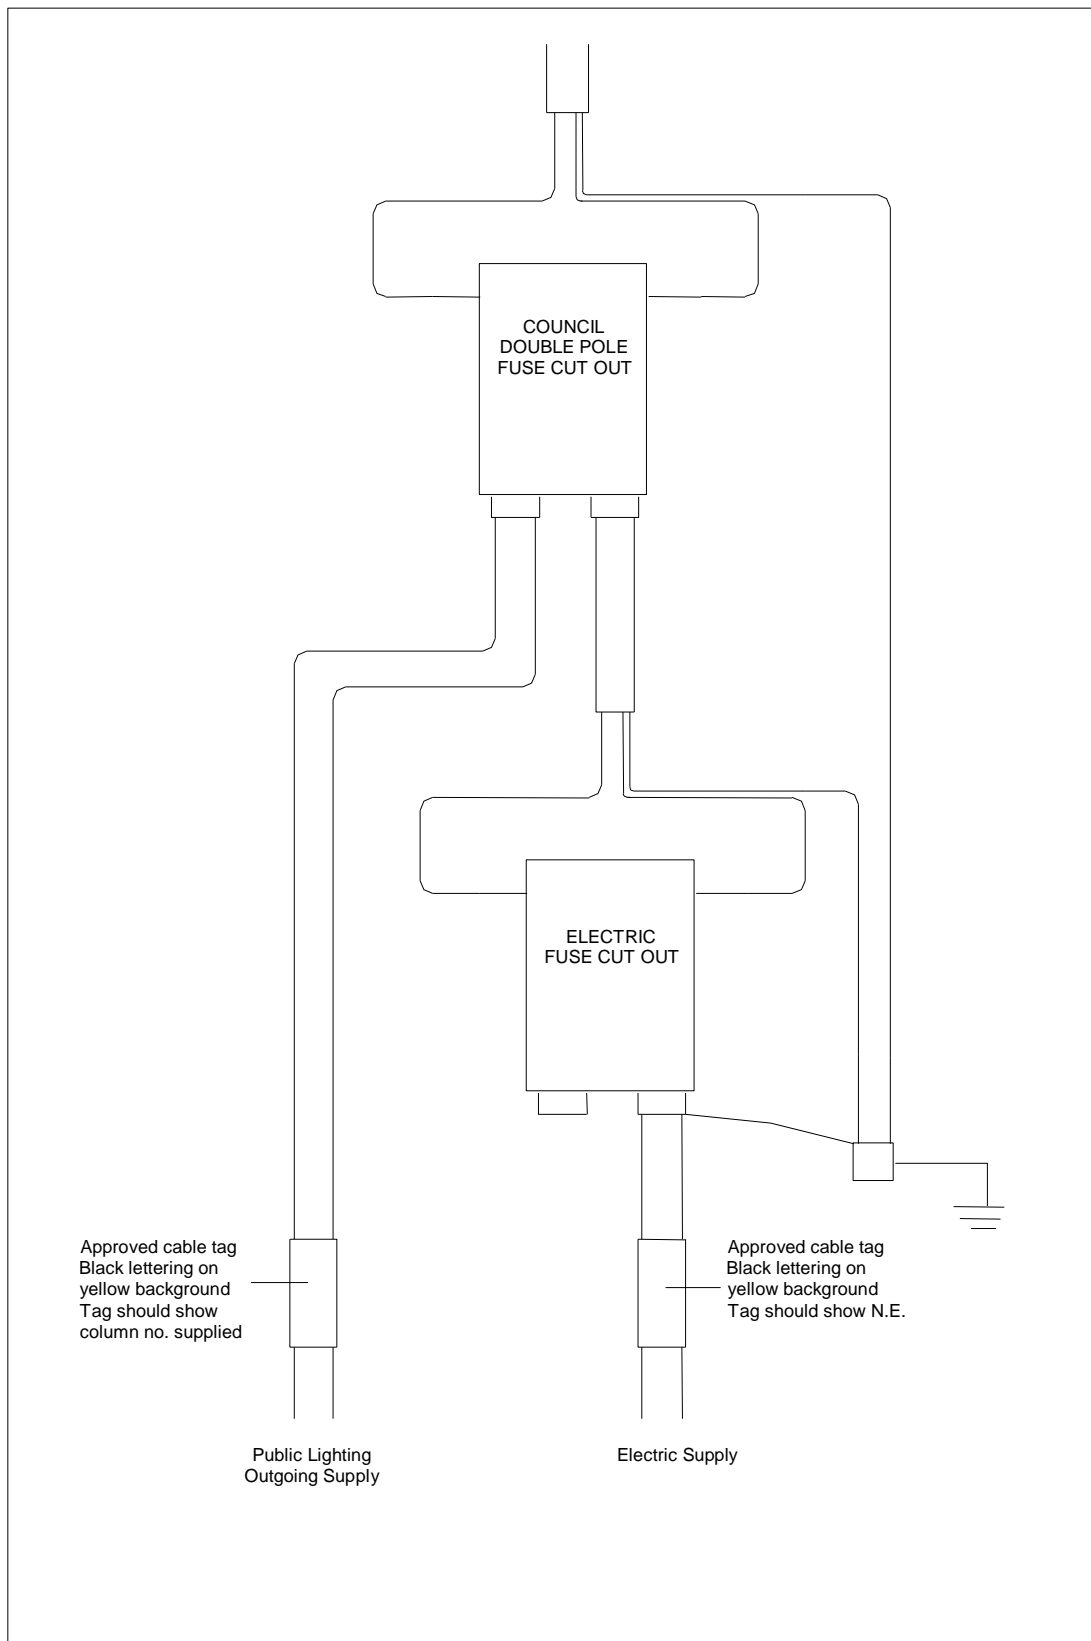 COUNCIL
DOUBLE POLE
FUSE CUT OUT
ELECTRIC
FUSE CUT OUT
Approved cable tag
Black lettering on
yellow background
Tag should show
column no. supplied
Approved cable tag
Black lettering on
yellow background
Tag should show N.E.
Public Lighting
Outgoing Supply
Electric Supply